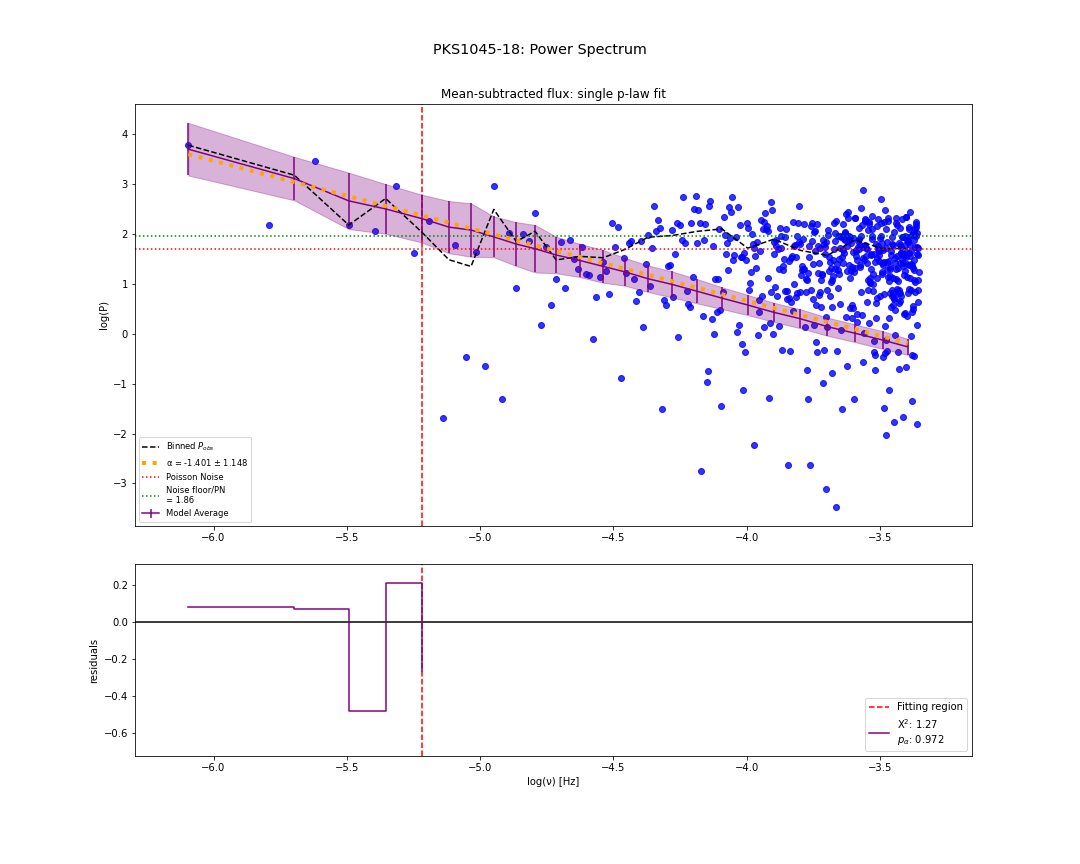 PKS1045-18: Power Spectrum
Mean-subtracted flux: single p-law fit
log(P)
4
3
2
1
0
−1
−2
−3
Binned P_obs
α = -1.401 ± 1.148
Poisson Noise
Noise floor/PN
= 1.86
Model Average
−6.0 −5.5 −5.0 −4.5 −4.0 −3.5
residuals
0.2
0.0
−0.2
−0.4
−0.6
Fitting region
X²: 1.27
p_α: 0.972
−6.0 −5.5 −5.0 −4.5 −4.0 −3.5
log(ν) [Hz]